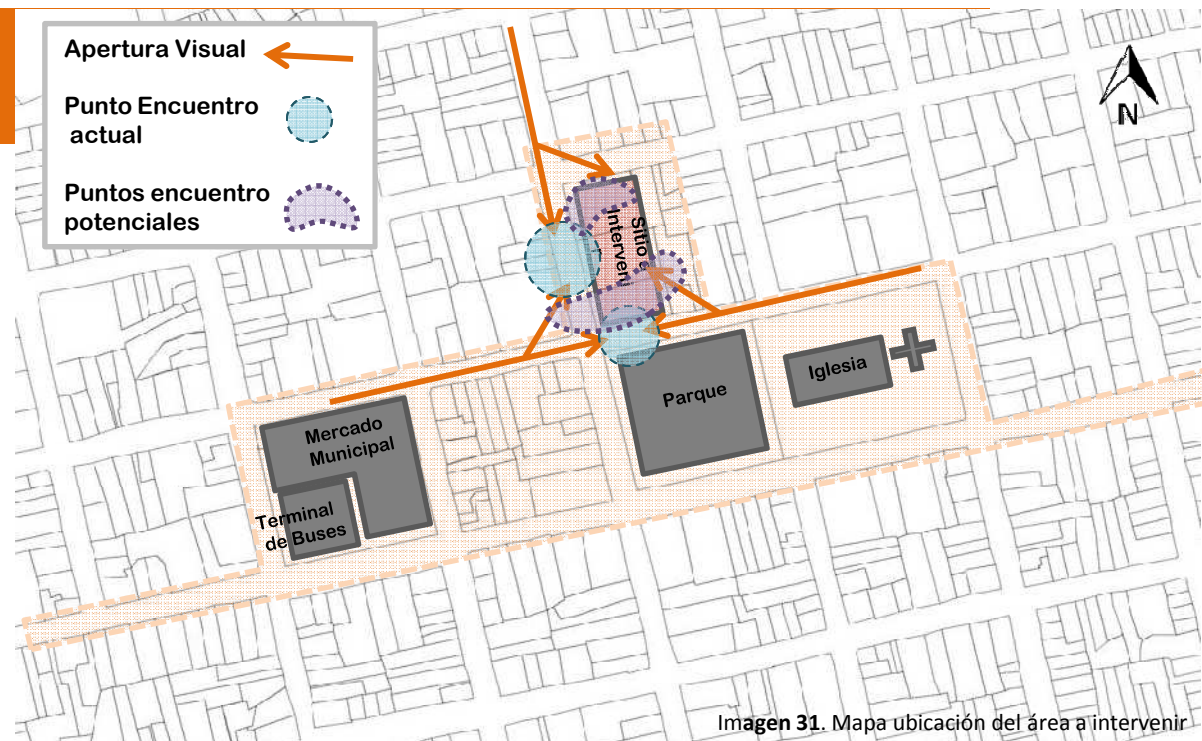 Apertura Visual
Punto Encuentro
actual
Puntos encuentro
potenciales
N
Sitio
Interven
Mercado
Municipal
Terminal
de Buses
Parque
Iglesia
Imagen 31. Mapa ubicación del área a intervenir